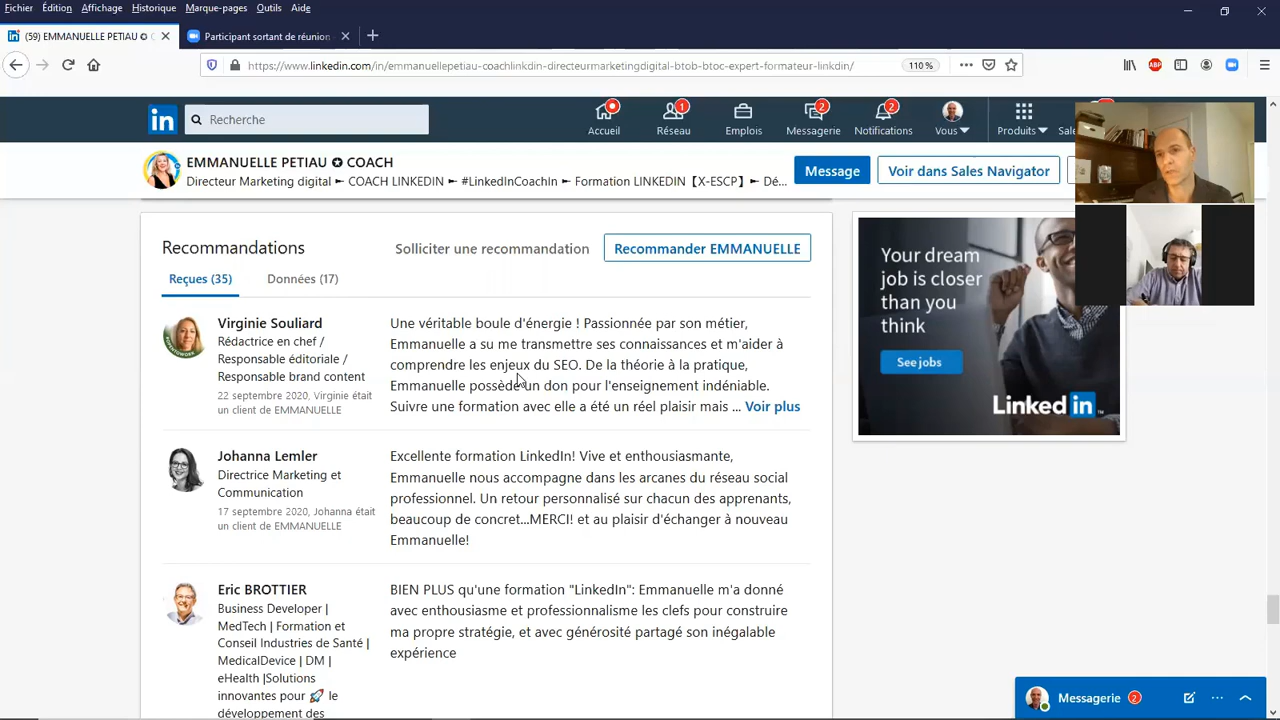 Fichier Édition Affichage Historique Marque-pages Outils Aide
(59) EMMANUELLE PETIAU ✪
Participant sortant de réunion
https://www.linkedin.com/in/emmanuellepetiau-coachlinkdin-directeurmarketingdigital-btob-btoc-expert-formateur-linkdin/
110 %
ABP
in
Recherche
Accueil
Réseau
Emplois
Messagerie
Notifications
Vous
Produits
1
2
2
EMMANUELLE PETIAU ✪ COACH
Directeur Marketing digital ➳ COACH LINKEDIN ➳ #LinkedInCoachIn ➳ Formation LINKEDIN【X-ESCP】➳ Dé...
Message
Voir dans Sales Navigator
Recommandations
Solliciter une recommandation
Recommander EMMANUELLE
Reçues (35)
Données (17)
Virginie Souliard
Rédactrice en chef /
Responsable éditoriale /
Responsable brand content
22 septembre 2020, Virginie était
un client de EMMANUELLE
Une véritable boule d'énergie ! Passionnée par son métier,
Emmanuelle a su me transmettre ses connaissances et m'aider à
comprendre les enjeux du SEO. De la théorie à la pratique,
Emmanuelle possède un don pour l'enseignement indéniable.
Suivre une formation avec elle a été un réel plaisir mais ... Voir plus
Johanna Lemler
Directrice Marketing et
Communication
17 septembre 2020, Johanna était
un client de EMMANUELLE
Excellente formation LinkedIn! Vive et enthousiasmante,
Emmanuelle nous accompagne dans les arcanes du réseau social
professionnel. Un retour personnalisé sur chacun des apprenants,
beaucoup de concret...MERCI! et au plaisir d'échanger à nouveau
Emmanuelle!
Eric BROTTIER
Business Developer |
MedTech | Formation et
Conseil Industries de Santé |
MedicalDevice | DM |
eHealth |Solutions
innovantes pour 🚀 le
développement des
BIEN PLUS qu'une formation "LinkedIn": Emmanuelle m'a donné
avec enthousiasme et professionnalisme les clefs pour construire
ma propre stratégie, et avec générosité partagé son inégalable
expérience
Your dream
job is closer
than you
think
See jobs
Linked in
Messagerie 2